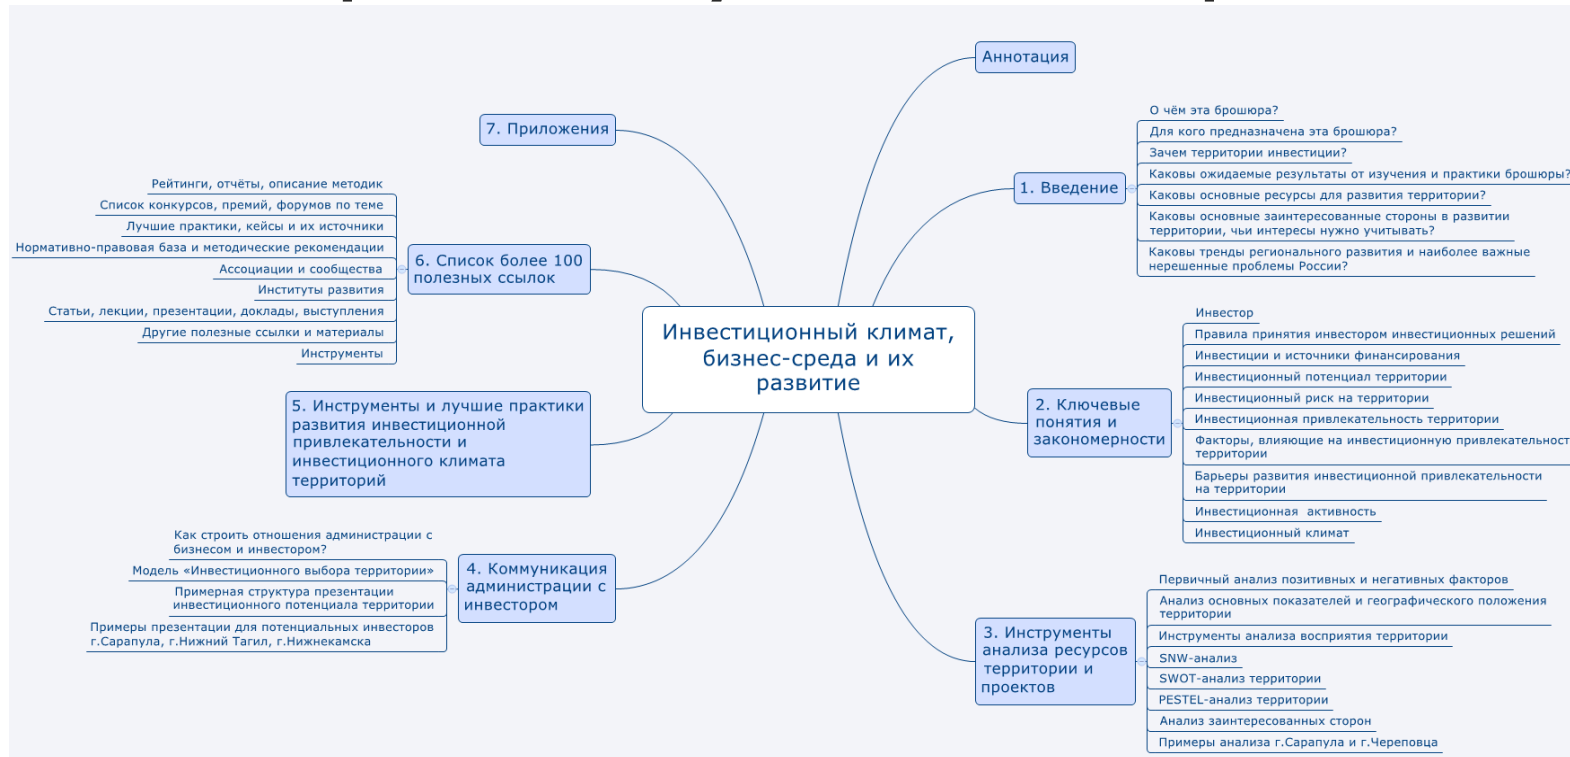 Инвестиционный климат,
бизнес-среда и их
развитие
Аннотация
1. Введение
О чём эта брошюра?
Для кого предназначена эта брошюра?
Зачем территории инвестиции?
Каковы ожидаемые результаты от изучения и практики брошюры?
Каковы основные ресурсы для развития территории?
Каковы основные заинтересованные стороны в развитии
территории, чьи интересы нужно учитывать?
Каковы тренды регионального развития и наиболее важные
нерешенные проблемы России?
2. Ключевые
понятия и
закономерности
Инвестор
Правила принятия инвестором инвестиционных решений
Инвестиции и источники финансирования
Инвестиционный потенциал территории
Инвестиционный риск на территории
Инвестиционная привлекательность территории
Факторы, влияющие на инвестиционную привлекательност
территории
Барьеры развития инвестиционной привлекательности
на территории
Инвестиционная  активность
Инвестиционный климат
3. Инструменты
анализа ресурсов
территории и
проектов
Первичный анализ позитивных и негативных факторов
Анализ основных показателей и географического положения
территории
Инструменты анализа восприятия территории
SNW-анализ
SWOT-анализ территории
PESTEL-анализ территории
Анализ заинтересованных сторон
Примеры анализа г.Сарапула и г.Череповца
4. Коммуникация
администрации с
инвестором
Как строить отношения администрации с
бизнесом и инвестором?
Модель «Инвестиционного выбора территории»
Примерная структура презентации
инвестиционного потенциала территории
Примеры презентации для потенциальных инвесторов
г.Сарапула, г.Нижний Тагил, г.Нижнекамска
5. Инструменты и лучшие практики
развития инвестиционной
привлекательности и
инвестиционного климата
территорий
6. Список более 100
полезных ссылок
Рейтинги, отчёты, описание методик
Список конкурсов, премий, форумов по теме
Лучшие практики, кейсы и их источники
Нормативно-правовая база и методические рекомендации
Ассоциации и сообщества
Институты развития
Статьи, лекции, презентации, доклады, выступления
Другие полезные ссылки и материалы
Инструменты
7. Приложения